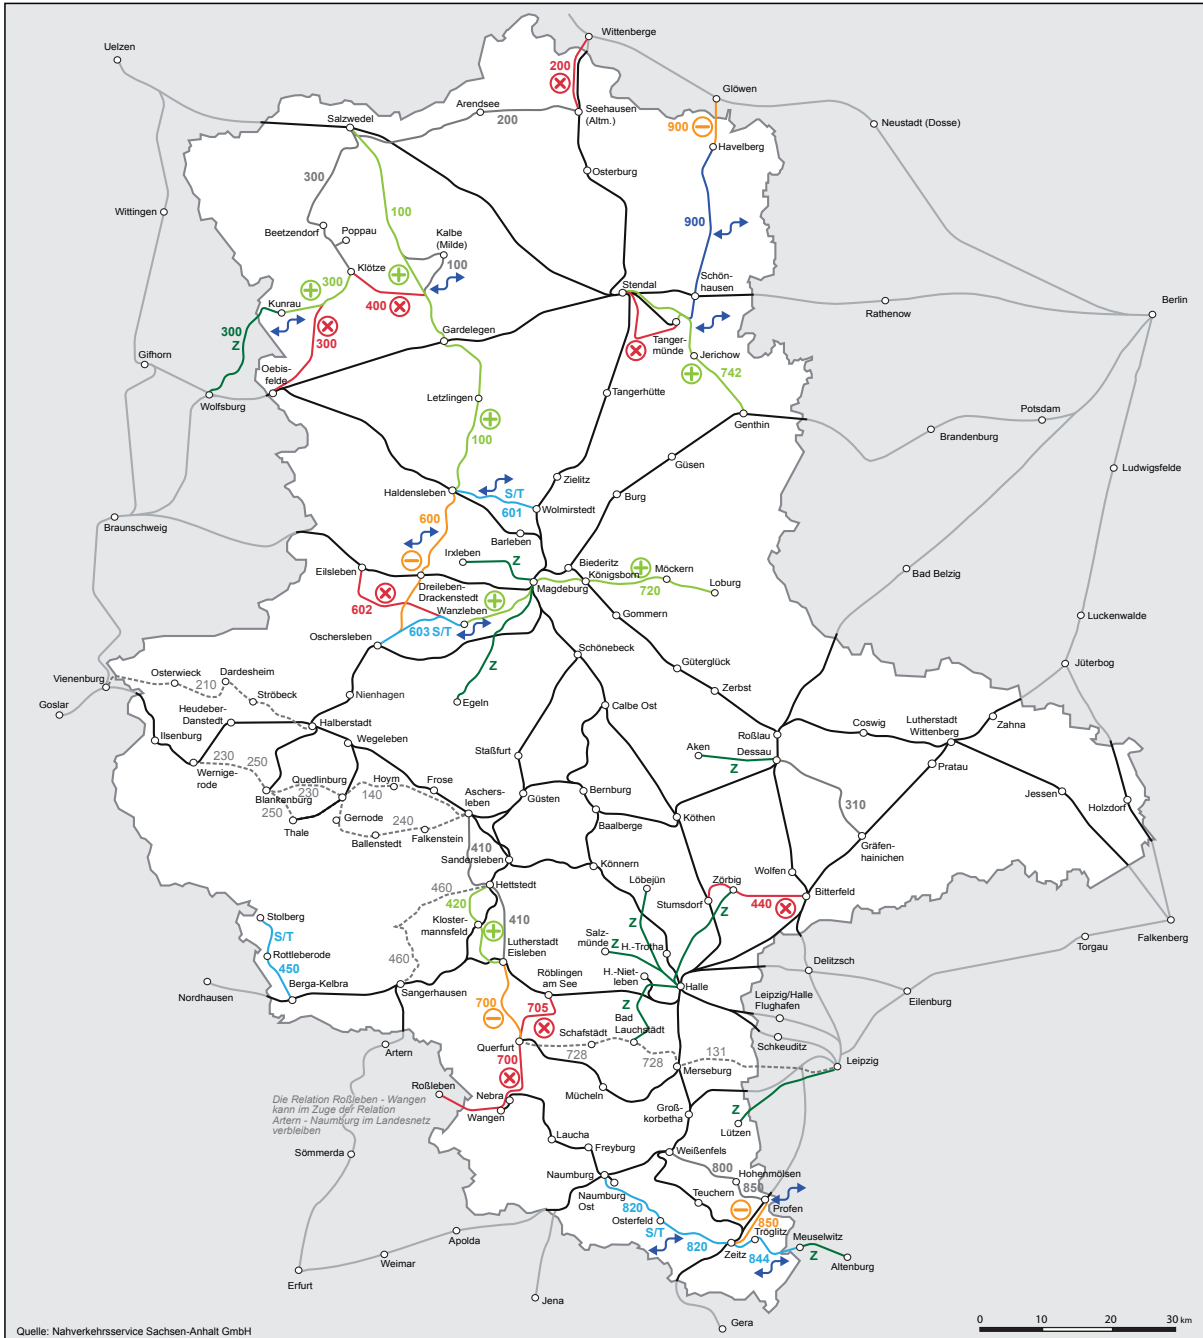 Wittenberge
Uelzen
200
Glöwen
Arendsee
Seehausen
(Altm.)
200
Salzwedel
900
Neustadt (Dosse)
Havelberg
Osterburg
300
Wittingen
100
900
Beetzendorf
Poppau
Kalbe
(Milde)
100
Klötze
Schön-
hausen
300
Stendal
400
Kunrau
Rathenow
Berlin
300
Z
300
Gardelegen
Tanger-
münde
Jerichow
742
Gifhorn
Oebis-
felde
Wolfsburg
Letzlingen
Tangerhütte
Genthin
Potsdam
Brandenburg
100
Güsen
Ludwigsfelde
Zielitz
Haldensleben
S/T
601
Burg
Wolmirstedt
Braunschweig
600
Barleben
Irxleben
Z
Biederitz
Königsborn
Möckern
Eilsleben
720
Loburg
Bad Belzig
Dreileben-
Drackenstedt
Magdeburg
602
Wanzleben
Gommern
Luckenwalde
603 S/T
Oschersleben
Schönebeck
Z
Güterglück
Jüterbog
Osterwieck
210
Dardesheim
Vienenburg
Ströbeck
Nienhagen
Egeln
Zerbst
Goslar
Heudeber-
Danstedt
Halberstadt
Calbe Ost
Roßlau
Coswig
Lutherstadt
Wittenberg
Zahna
Ilsenburg
Wegeleben
Staßfurt
Aken
Dessau
Z
Pratau
230
250
Wernige-
rode
Quedlinburg
230
Hoym
140
Frose
Blankenburg
250
Aschers-
leben
Güsten
Bernburg
310
Jessen
Holzdorf
Thale
Gernode
240
Ballenstedt
Falkenstein
Baalberge
Köthen
Gräfen-
hainichen
410
Sandersleben
Könnern
Wolfen
Löbejün
Zörbig
Bitterfeld
Hettstedt
460
420
410
Stumsdorf
Z
440
Stolberg
S/T
Kloster-
mannsfeld
Z
Salz-
münde
Z
H.-Trotha
Falkenberg
Torgau
Rottleberode
450
460
Lutherstadt
Eisleben
Röblingen
am See
H.-Niet-
leben
Delitzsch
Nordhausen
Berga-Kelbra
Sangerhausen
Halle
Eilenburg
700
705
Z
Bad
Lauchstädt
Leipzig/Halle
Flughafen
Schafstädt
Schkeuditz
Artern
Querfurt
728
728
131
Leipzig
700
Merseburg
Roßleben
Nebra
Mücheln
Die Relation Roßleben - Wangen
kann im Zuge der Relation
Artern - Naumburg im Landesnetz
verbleiben
Wangen
Groß-
korbetha
Z
Lützen
Laucha
Freyburg
Sömmerda
Weißenfels
800
Hohenmölsen
850
Naumburg
Naumburg
Ost
Teuchern
Profen
820
850
Osterfeld
Tröglitz
S/T
Apolda
820
Zeitz
Meuselwitz
844
Z
Altenburg
Weimar
Erfurt
Jena
Gera
0 10 20 30 km
Quelle: Nahverkehrsservice Sachsen-Anhalt GmbH